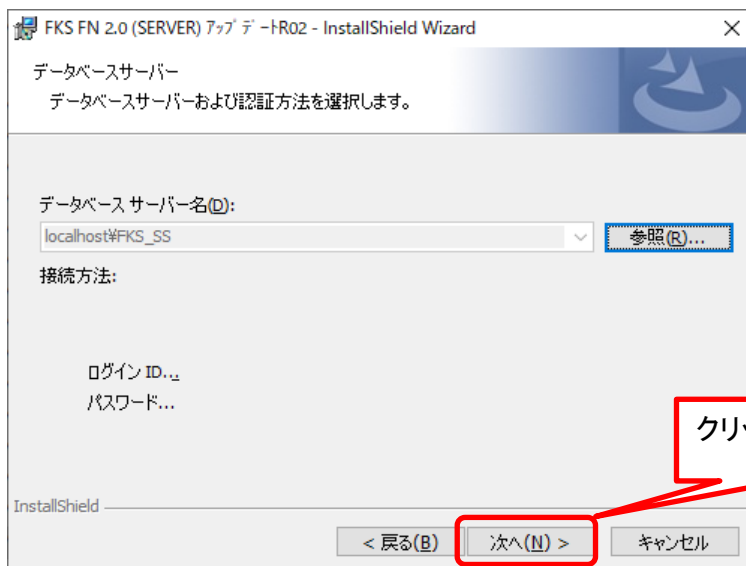 FKS FN 2.0 (SERVER) ｱｯﾌﾟﾃﾞｰﾄR02 - InstallShield Wizard
データベースサーバー
データベースサーバーおよび認証方法を選択します。
データベース サーバー名(D):
localhost¥FKS_SS
参照(R)...
接続方法:
ログイン ID...
パスワード...
クリッ
InstallShield
< 戻る(B)
次へ(N) >
キャンセル